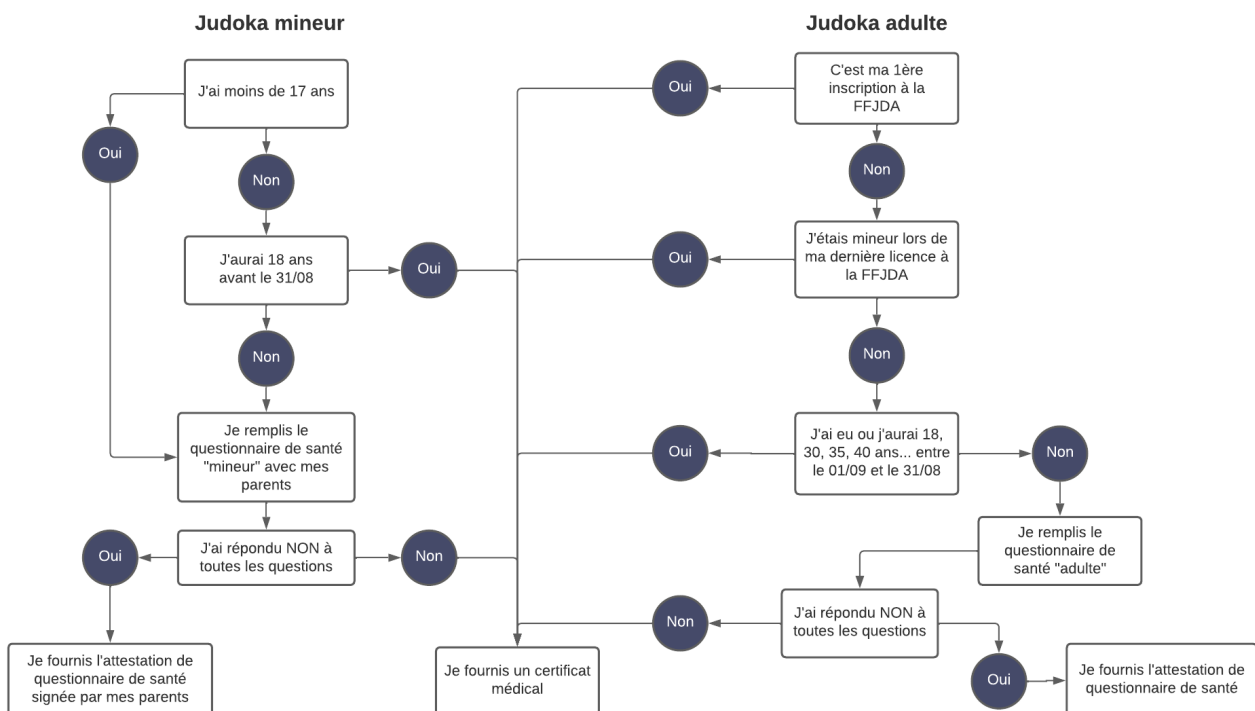 Judoka mineur
J'ai moins de 17 ans
Oui
Non
J'aurai 18 ans
avant le 31/08
Oui
Non
Je remplis le
questionnaire de santé
"mineur" avec mes
parents
J'ai répondu NON à
toutes les questions
Oui
Non
Je fournis l'attestation de
questionnaire de santé
signée par mes parents
Je fournis un certificat
médical
Judoka adulte
C'est ma 1ère
inscription à la
FFJDA
Oui
Non
J'étais mineur lors de
ma dernière licence à
la FFJDA
Oui
Non
J'ai eu ou j'aurai 18,
30, 35, 40 ans... entre
le 01/09 et le 31/08
Oui
Non
Je remplis le
questionnaire de
santé "adulte"
J'ai répondu NON à
toutes les questions
Non
Oui
Je fournis l'attestation de
questionnaire de santé